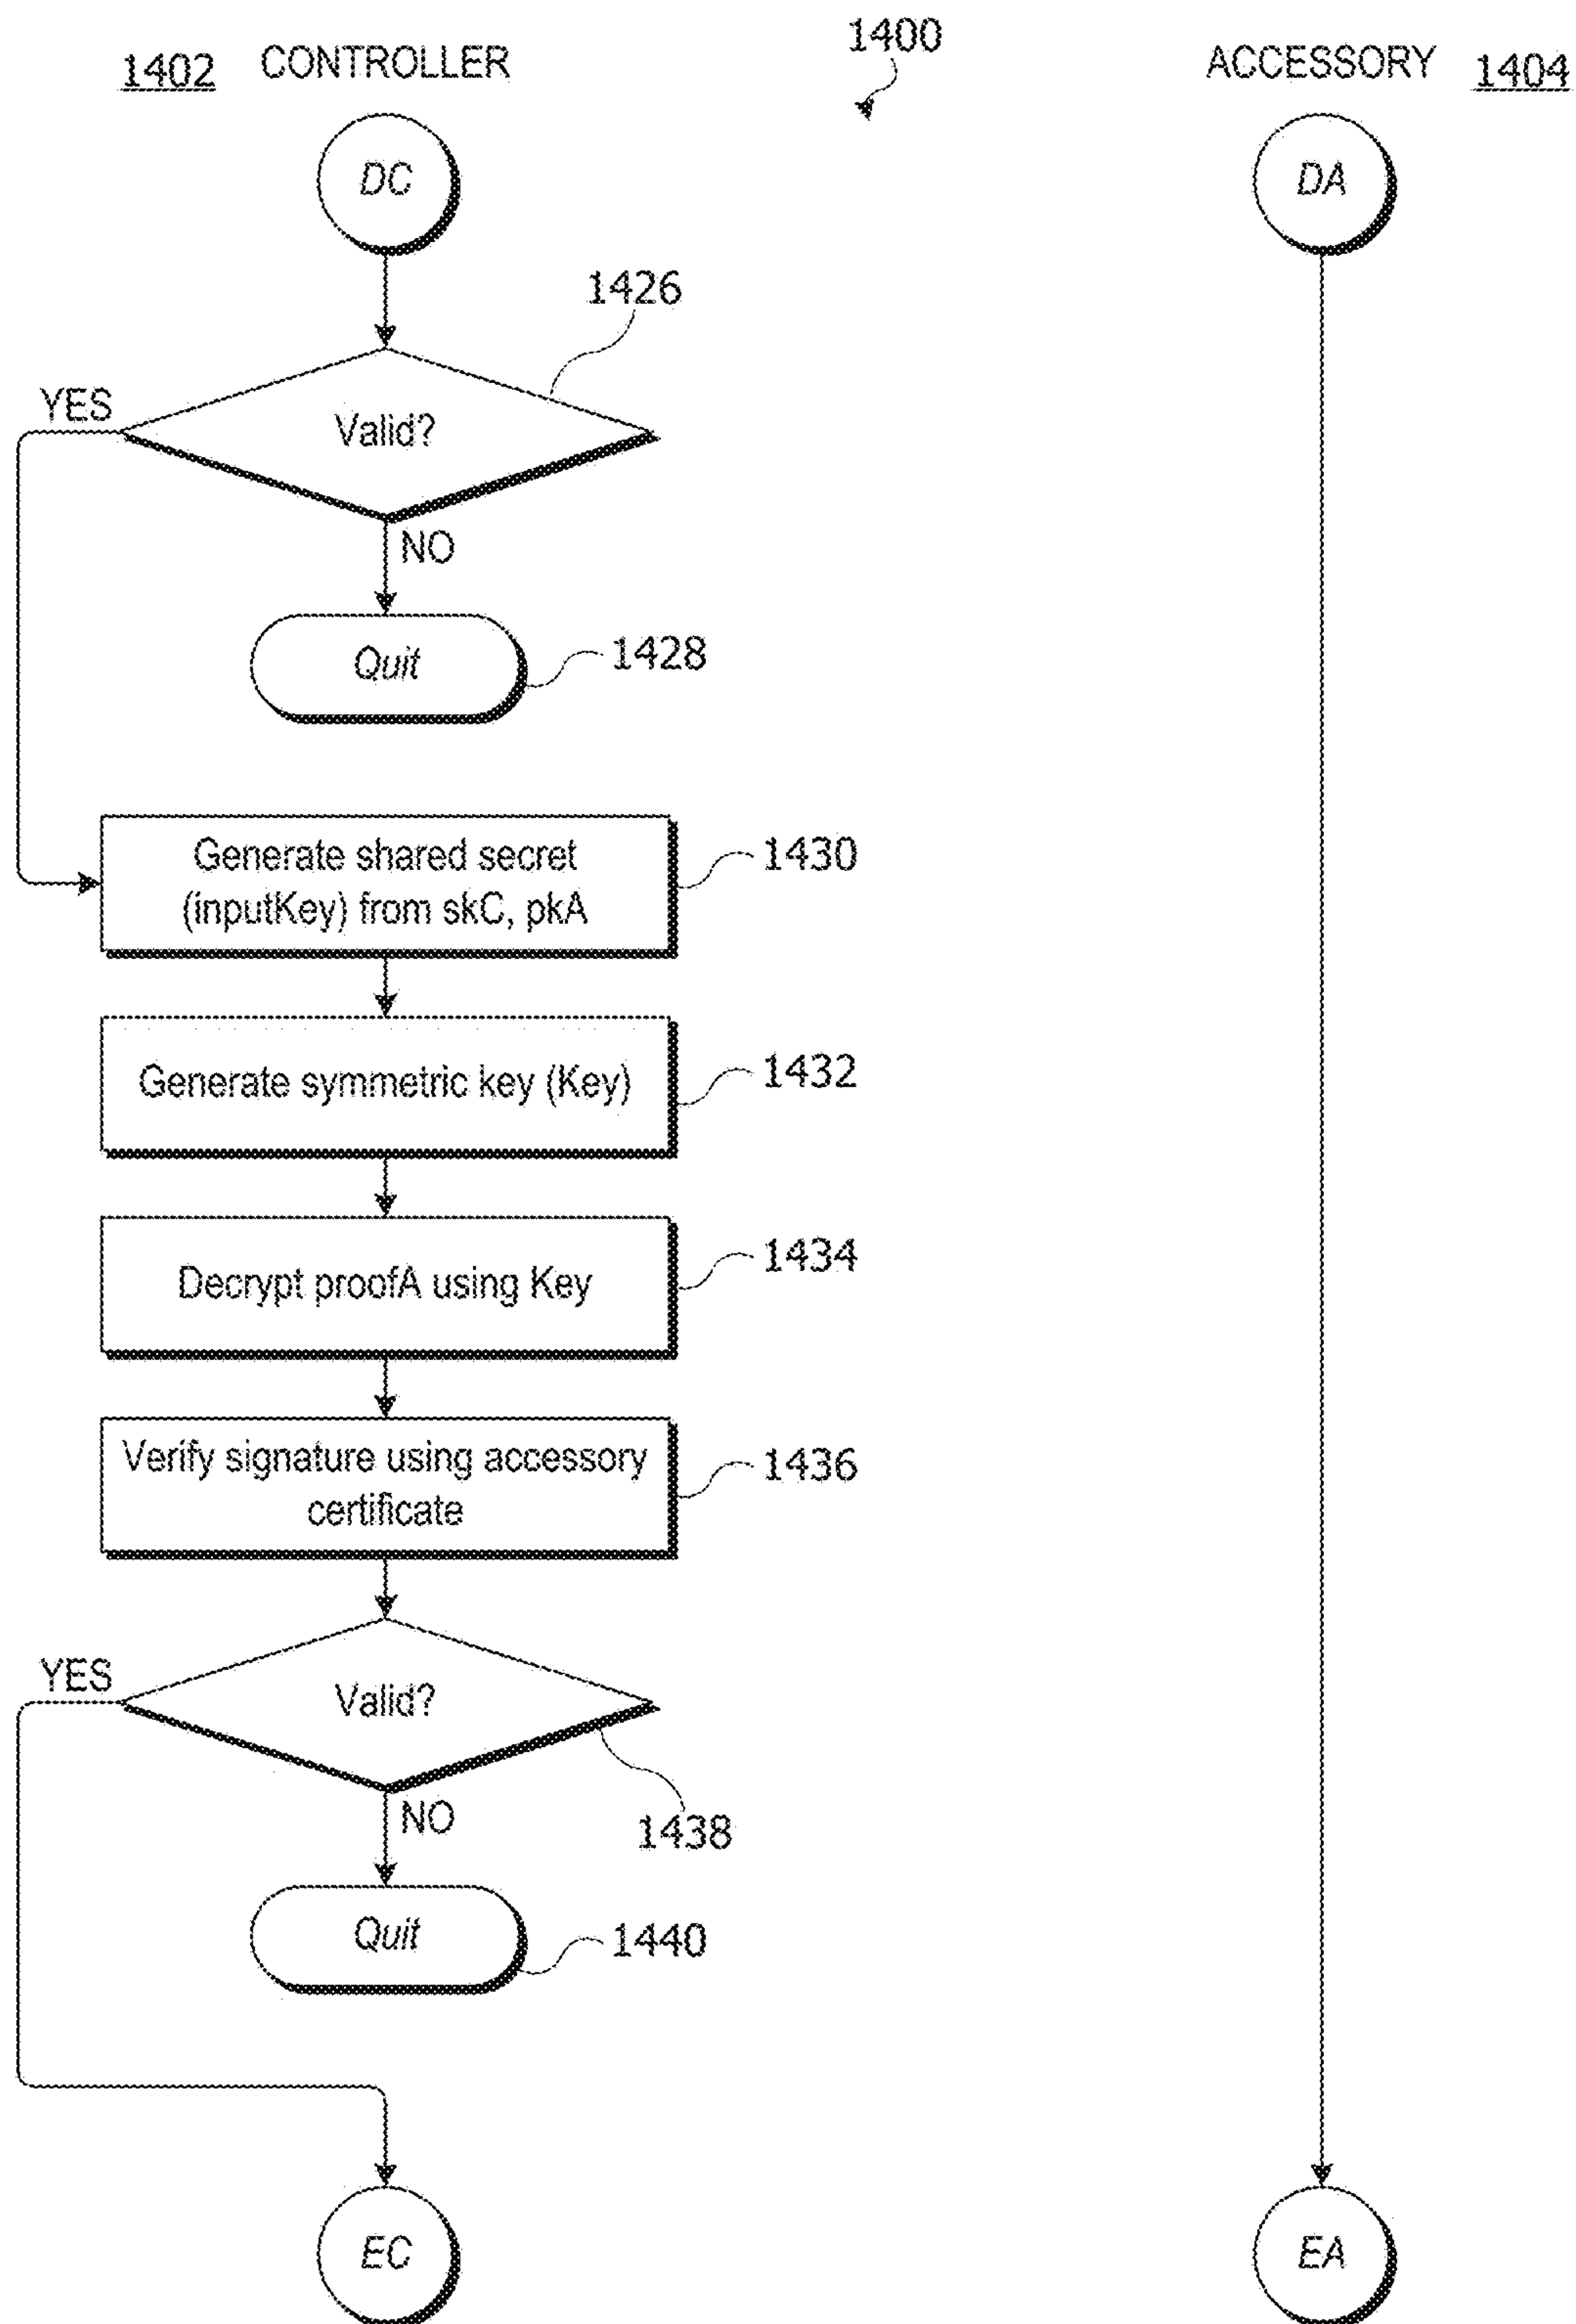 1400
1402 CONTROLLER
ACCESSORY 1404
DC
DA
1426
YES
Valid?
NO
Quit
1428
Generate shared secret
(inputKey) from skC, pkA
1430
Generate symmetric key (Key)
1432
Decrypt proofA using Key
1434
Verify signature using accessory
certificate
1436
YES
Valid?
NO
1438
Quit
1440
EC
EA